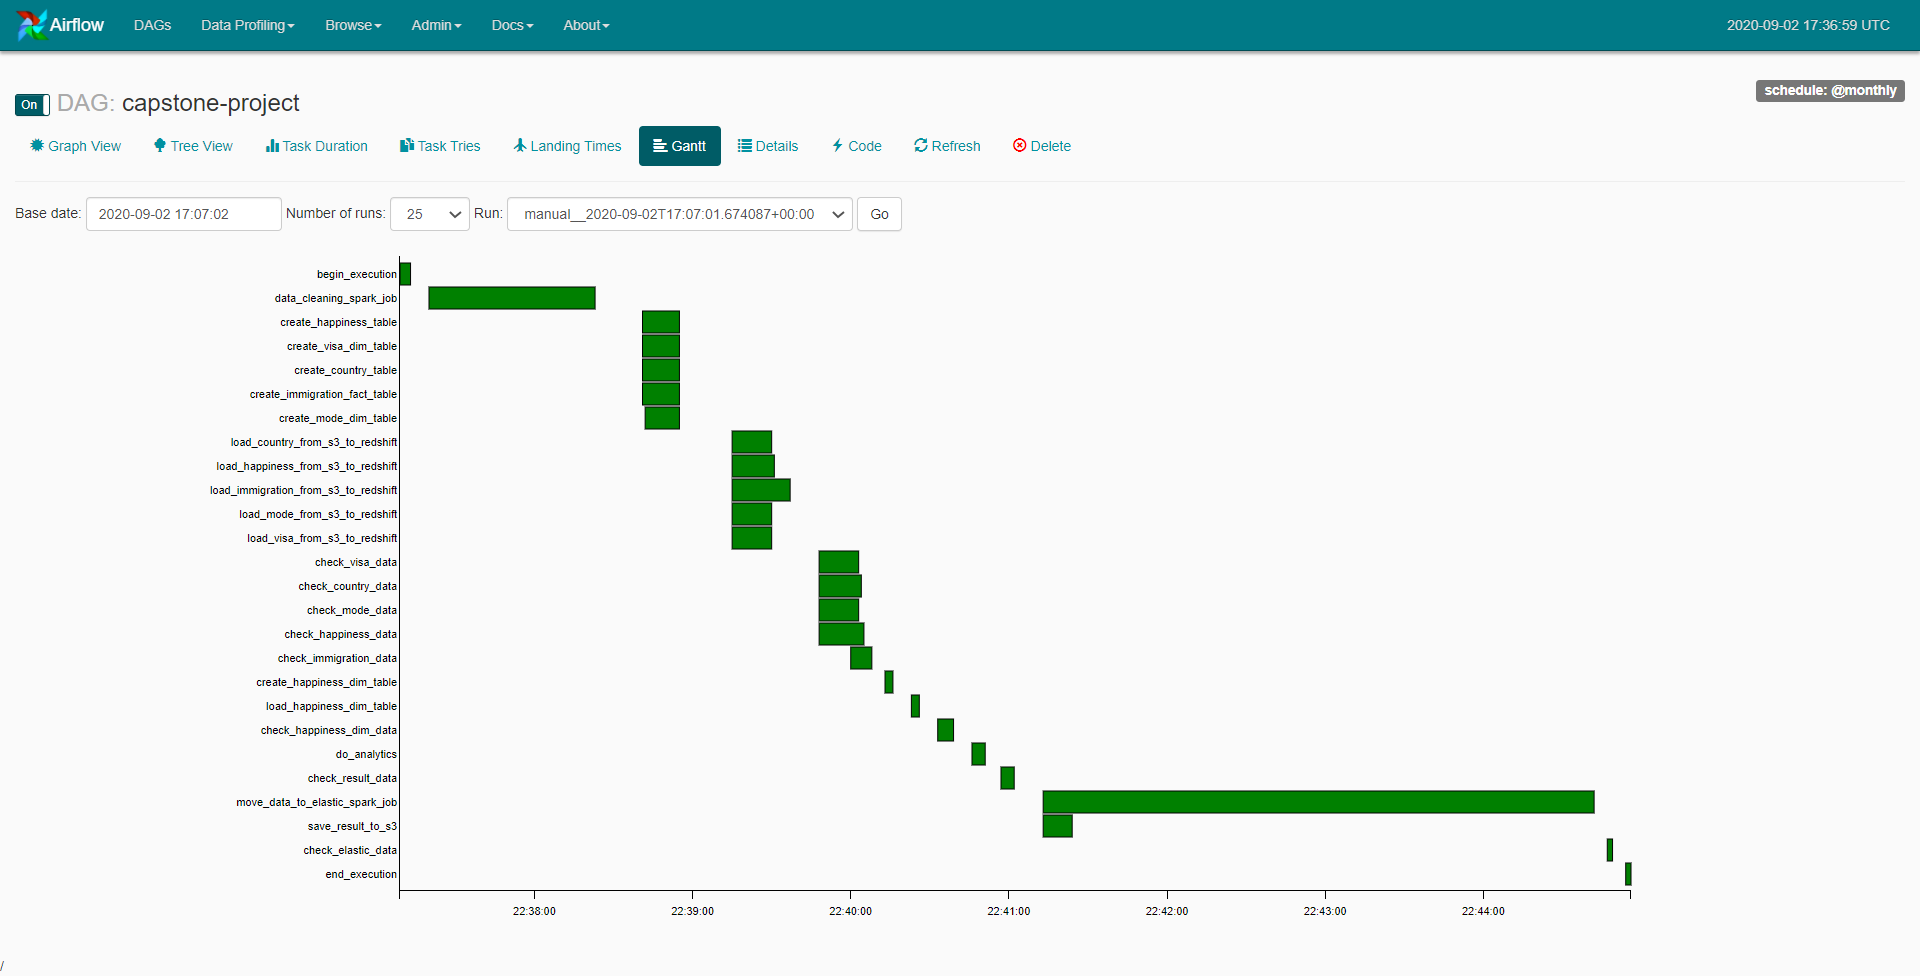 Airflow DAGs Data Profiling Browse Admin Docs About 2020-09-02 17:36:59 UTC
schedule: @monthly
On DAG: capstone-project
Graph View Tree View Task Duration Task Tries Landing Times Gantt Details Code Refresh Delete
Base date: 2020-09-02 17:07:02 Number of runs: 25 Run: manual__2020-09-02T17:07:01.674087+00:00 Go
begin_execution
data_cleaning_spark_job
create_happiness_table
create_visa_dim_table
create_country_table
create_immigration_fact_table
create_mode_dim_table
load_country_from_s3_to_redshift
load_happiness_from_s3_to_redshift
load_immigration_from_s3_to_redshift
load_mode_from_s3_to_redshift
load_visa_from_s3_to_redshift
check_visa_data
check_country_data
check_mode_data
check_happiness_data
check_immigration_data
create_happiness_dim_table
load_happiness_dim_table
check_happiness_dim_data
do_analytics
check_result_data
move_data_to_elastic_spark_job
save_result_to_s3
check_elastic_data
end_execution
22:38:00 22:39:00 22:40:00 22:41:00 22:42:00 22:43:00 22:44:00
/